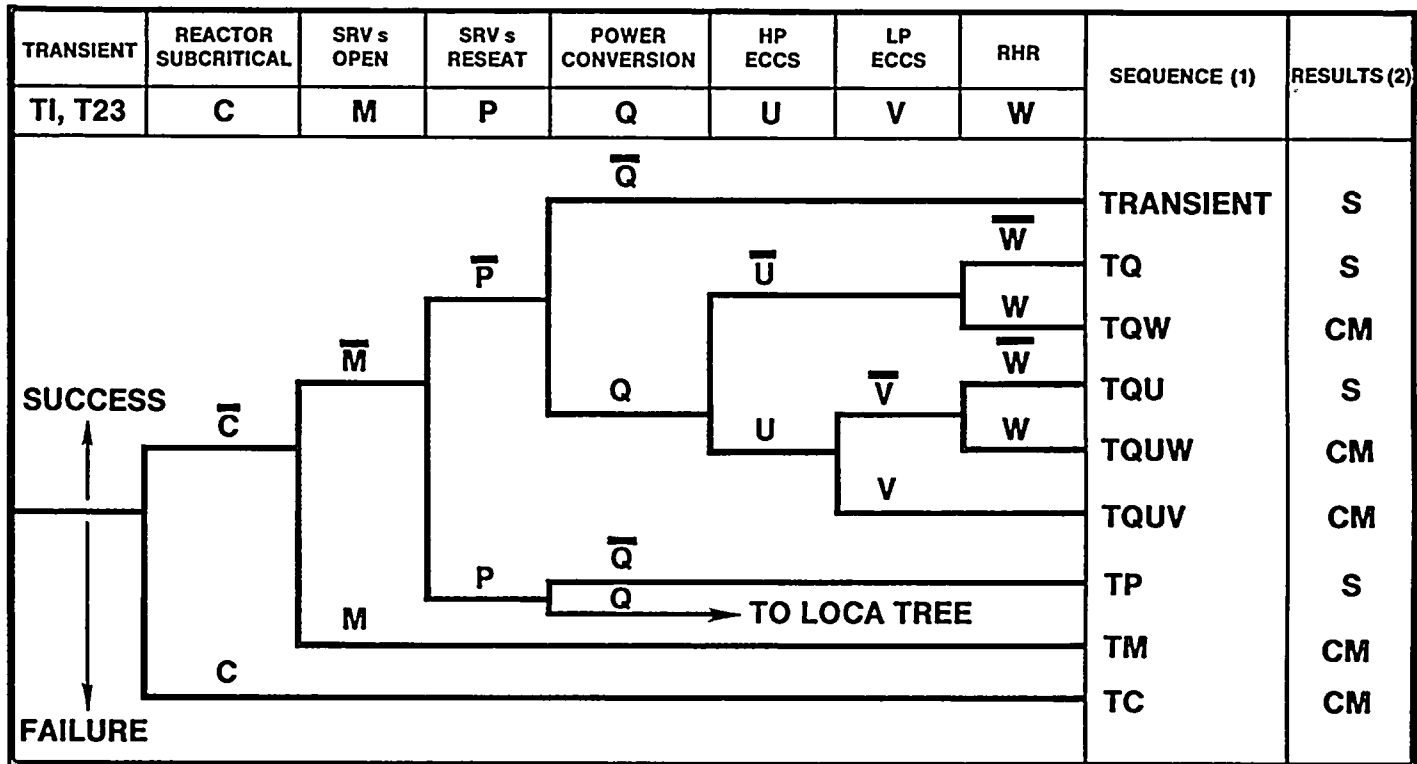 TRANSIENT
REACTOR
SUBCRITICAL
SRV s
OPEN
SRV s
RESEAT
POWER
CONVERSION
HP
ECCS
LP
ECCS
RHR
SEQUENCE (1)
RESULTS (2)
TI, T23
C
M
P
Q
U
V
W
Q̅
TRANSIENT S
W̅
P̅
U̅
TQ S
W
TQW CM
M̅
W̅
V̅
TQU S
Q
SUCCESS
C̅
U
W
TQUW CM
V
TQUV CM
Q̅
P
TP S
Q
TO LOCA TREE
M
TM CM
C
TC CM
FAILURE